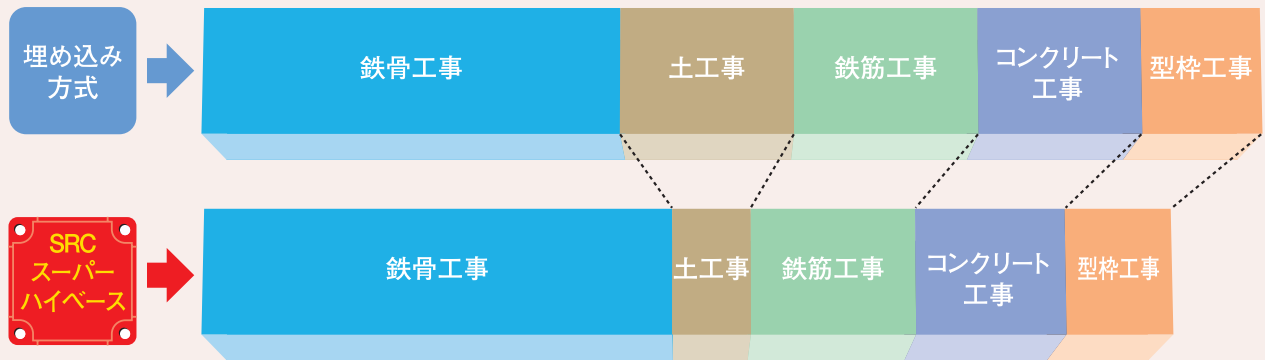 埋め込み
方式
鉄骨工事
土工事
鉄筋工事
コンクリート
工事
型枠工事
SRC
スーパー
ハイベース
鉄骨工事
土工事
鉄筋工事
コンクリート
工事
型枠工事